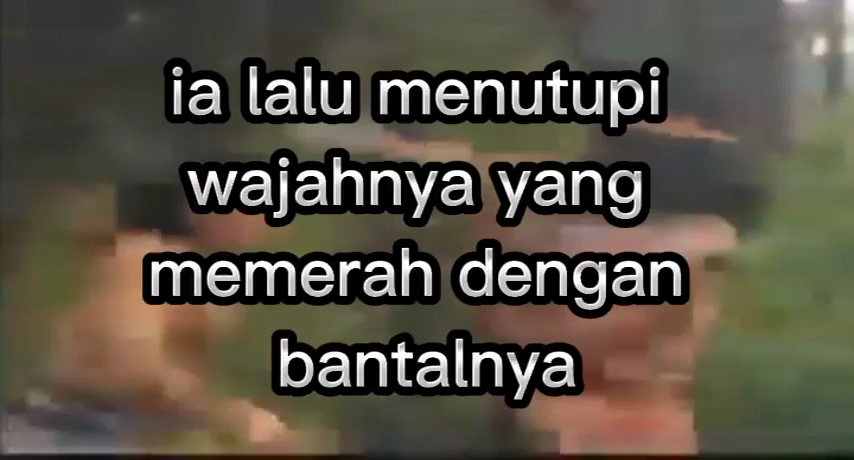 ia lalu menutupi
wajahnya yang
memerah dengan
bantalnya